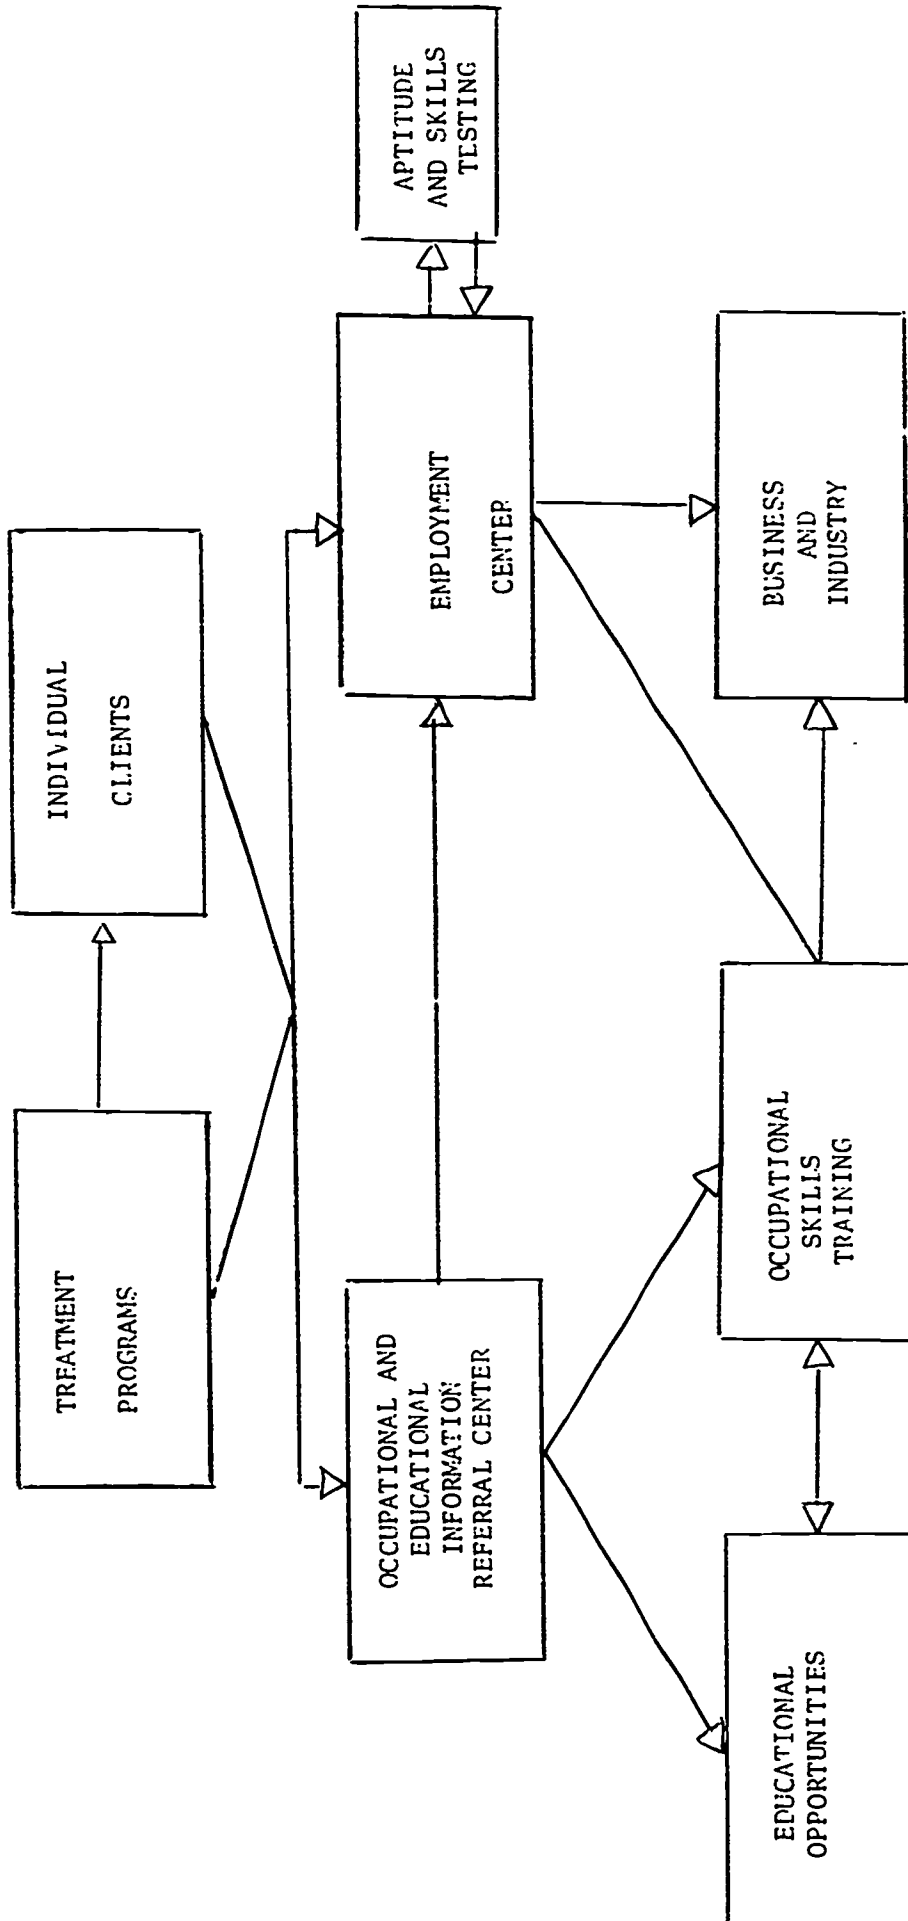 TREATMENT
PROGRAMS
INDIVIDUAL
CLIENTS
OCCUPATIONAL AND
EDUCATIONAL
INFORMATION
REFERRAL CENTER
EMPLOYMENT
CENTER
APTITUDE
AND SKILLS
TESTING
EDUCATIONAL
OPPORTUNITIES
OCCUPATIONAL
SKILLS
TRAINING
BUSINESS
AND
INDUSTRY